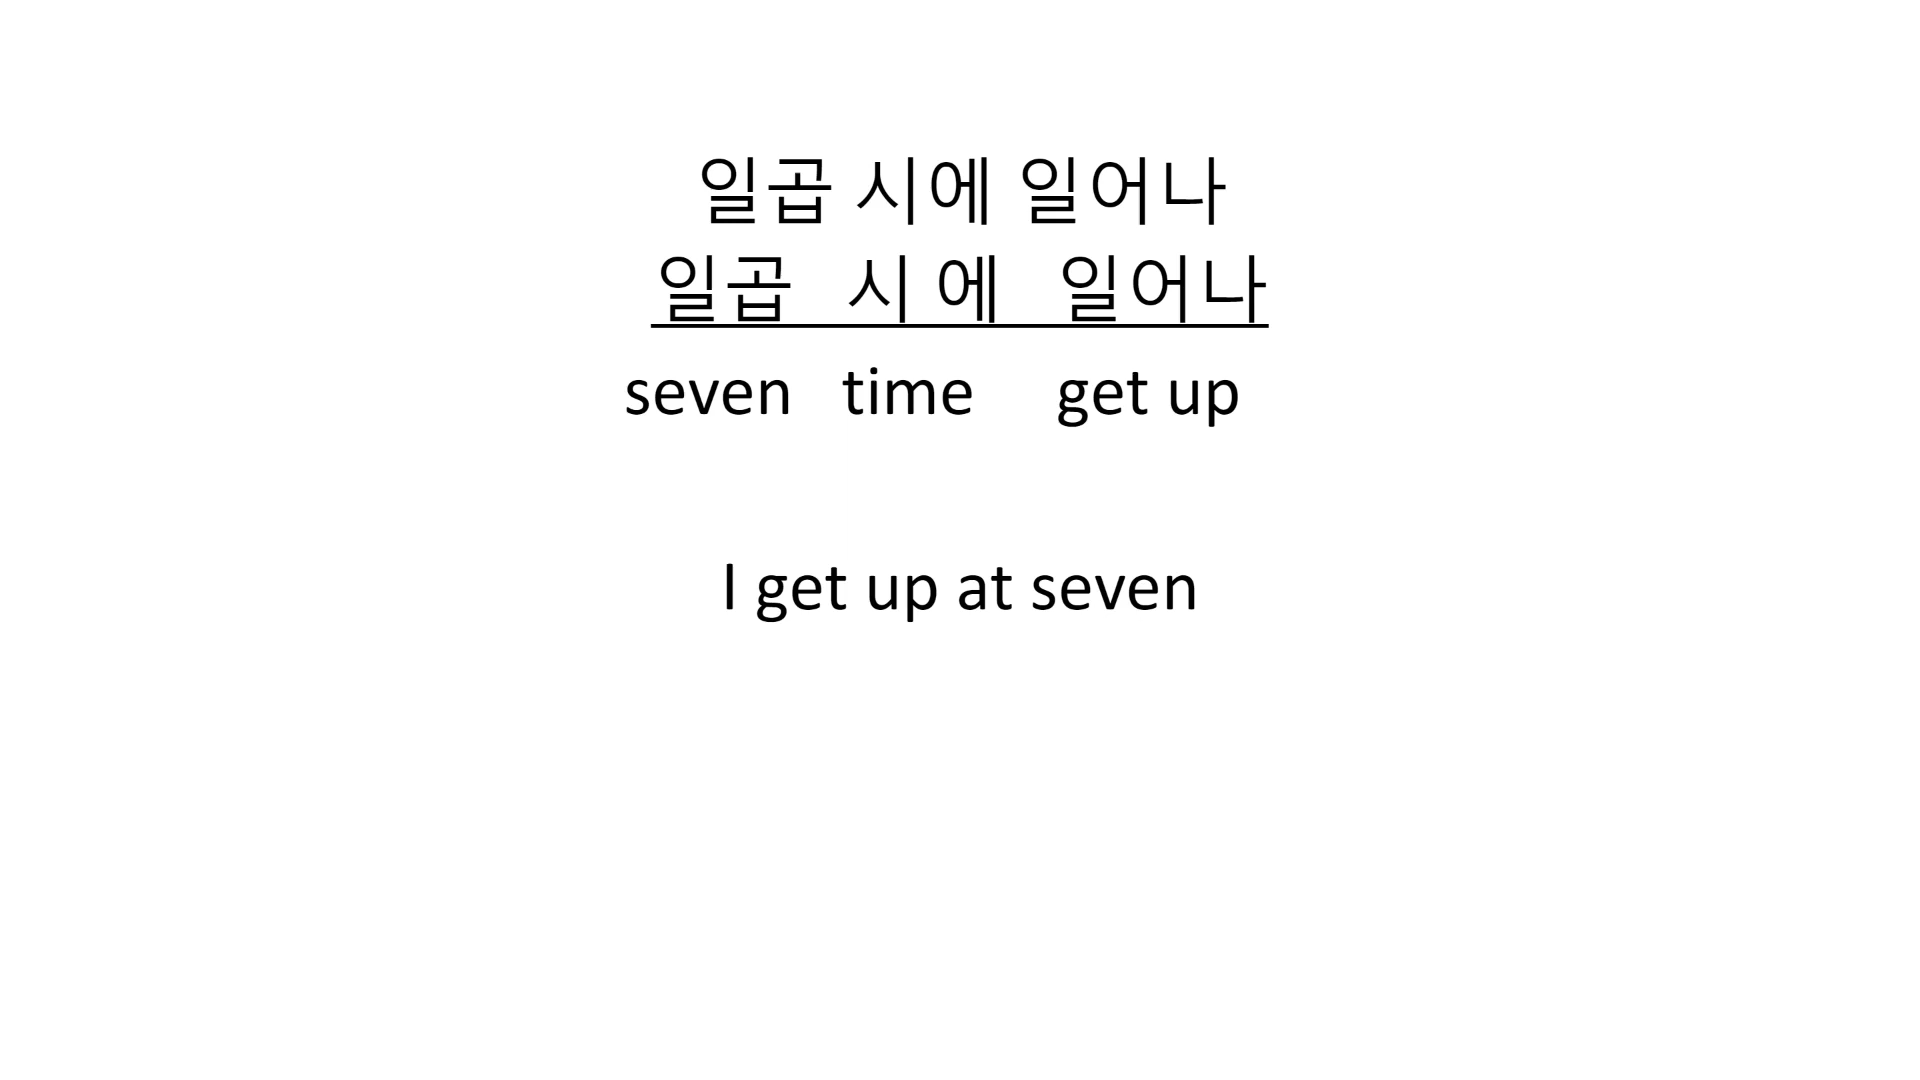 일곱 시에 일어나
일곱 시 에 일어나
seven time get up
I get up at seven